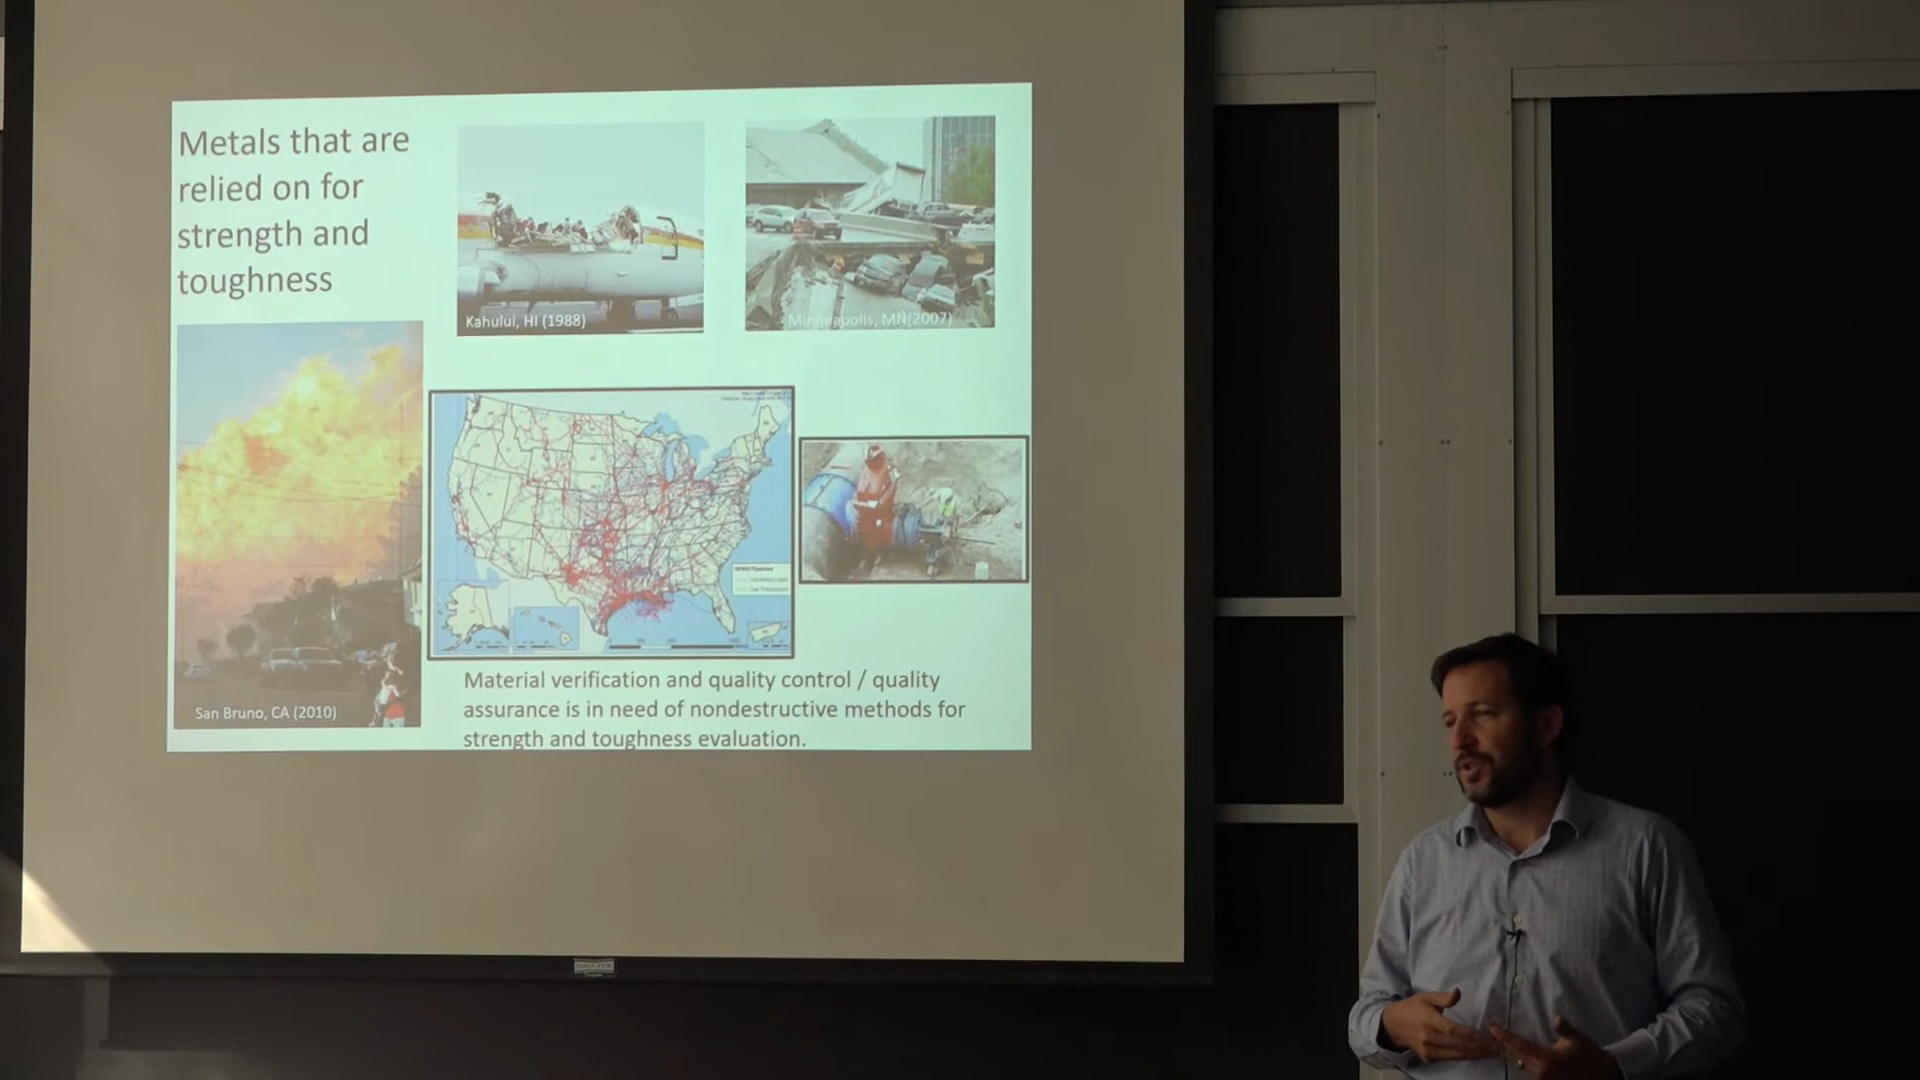 Metals that are
relied on for
strength and
toughness
Kahului, HI (1988)
Minneapolis, MN(2007)
San Bruno, CA (2010)
Material verification and quality control / quality
assurance is in need of nondestructive methods for
strength and toughness evaluation.